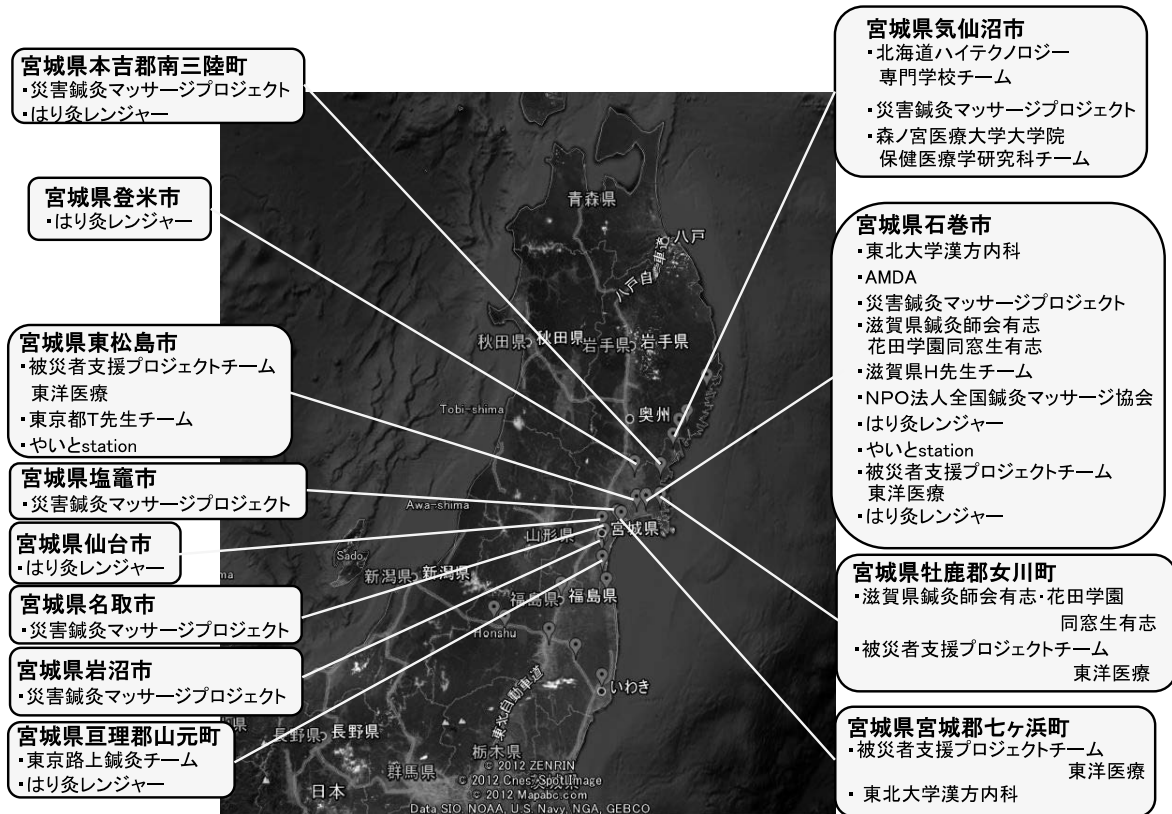 宮城県本吉郡南三陸町
・災害鍼灸マッサージプロジェクト
・はり灸レンジャー
宮城県登米市
・はり灸レンジャー
宮城県東松島市
・被災者支援プロジェクトチーム
東洋医療
・東京都T先生チーム
・やいとstation
宮城県塩竈市
・災害鍼灸マッサージプロジェクト
宮城県仙台市
・はり灸レンジャー
宮城県名取市
・災害鍼灸マッサージプロジェクト
宮城県岩沼市
・災害鍼灸マッサージプロジェクト
宮城県亘理郡山元町
・東京路上鍼灸チーム
・はり灸レンジャー
青森県
八戸
八戸自動車道
秋田県 秋田県
岩手県 岩手県
Tobi-shima
奥州
Awa-shima
山形県
宮城県
Sado
新潟県 新潟県
福島県 福島県
Honshu
いわき
東北自動車道
長野県 長野県
栃木県
群馬県
茨城県
日本
© 2012 ZENRIN
© 2012 Cnes/Spot Image
© 2012 Mapabc.com
Data SIO, NOAA, U.S. Navy, NGA, GEBCO
宮城県気仙沼市
・北海道ハイテクノロジー
専門学校チーム
・災害鍼灸マッサージプロジェクト
・森ノ宮医療大学大学院
保健医療学研究科チーム
宮城県石巻市
・東北大学漢方内科
・AMDA
・災害鍼灸マッサージプロジェクト
・滋賀県鍼灸師会有志
花田学園同窓生有志
・滋賀県H先生チーム
・NPO法人全国鍼灸マッサージ協会
・はり灸レンジャー
・やいとstation
・被災者支援プロジェクトチーム
東洋医療
・はり灸レンジャー
宮城県牡鹿郡女川町
・滋賀県鍼灸師会有志・花田学園
同窓生有志
・被災者支援プロジェクトチーム
東洋医療
宮城県宮城郡七ヶ浜町
・被災者支援プロジェクトチーム
東洋医療
・ 東北大学漢方内科